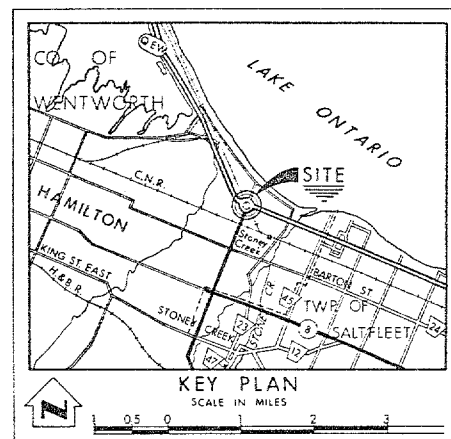 QEW
CO OF
WENTWORTH
LAKE ONTARIO
SITE
C.N.R.
HAMILTON
Stoney
Creek
BARTON ST
KING ST. EAST
H&B R.
STONEY
CREEK
STONEY CR
45
TWP OF
SALTFLEET
8
24
23
12
47
KEY PLAN
SCALE IN MILES
N
1 0.5 0 1 2 3